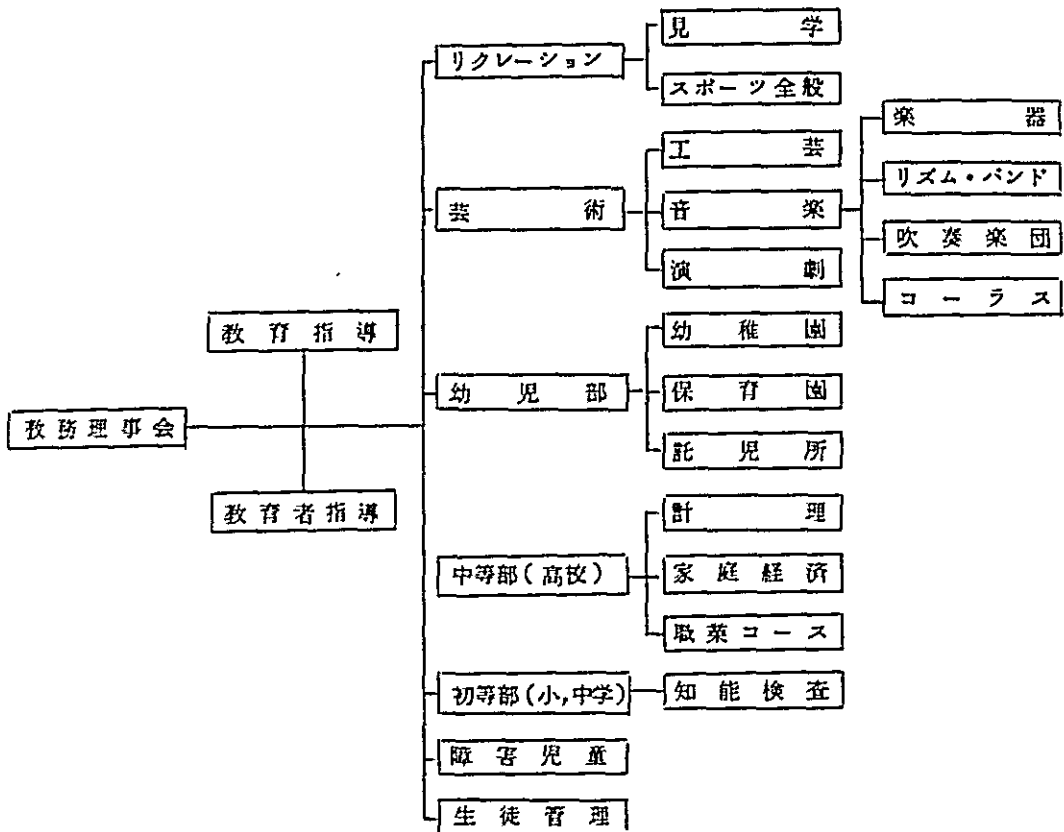 教務理事会
教育指導
教育者指導
リクレーション
見学
スポーツ全般
芸術
工芸
音楽
演劇
楽器
リズム・バンド
吹奏楽団
コーラス
幼児部
幼稚園
保育園
託児所
中等部(高校)
計理
家庭経済
職業コース
初等部(小,中学)
知能検査
障害児童
生徒管理